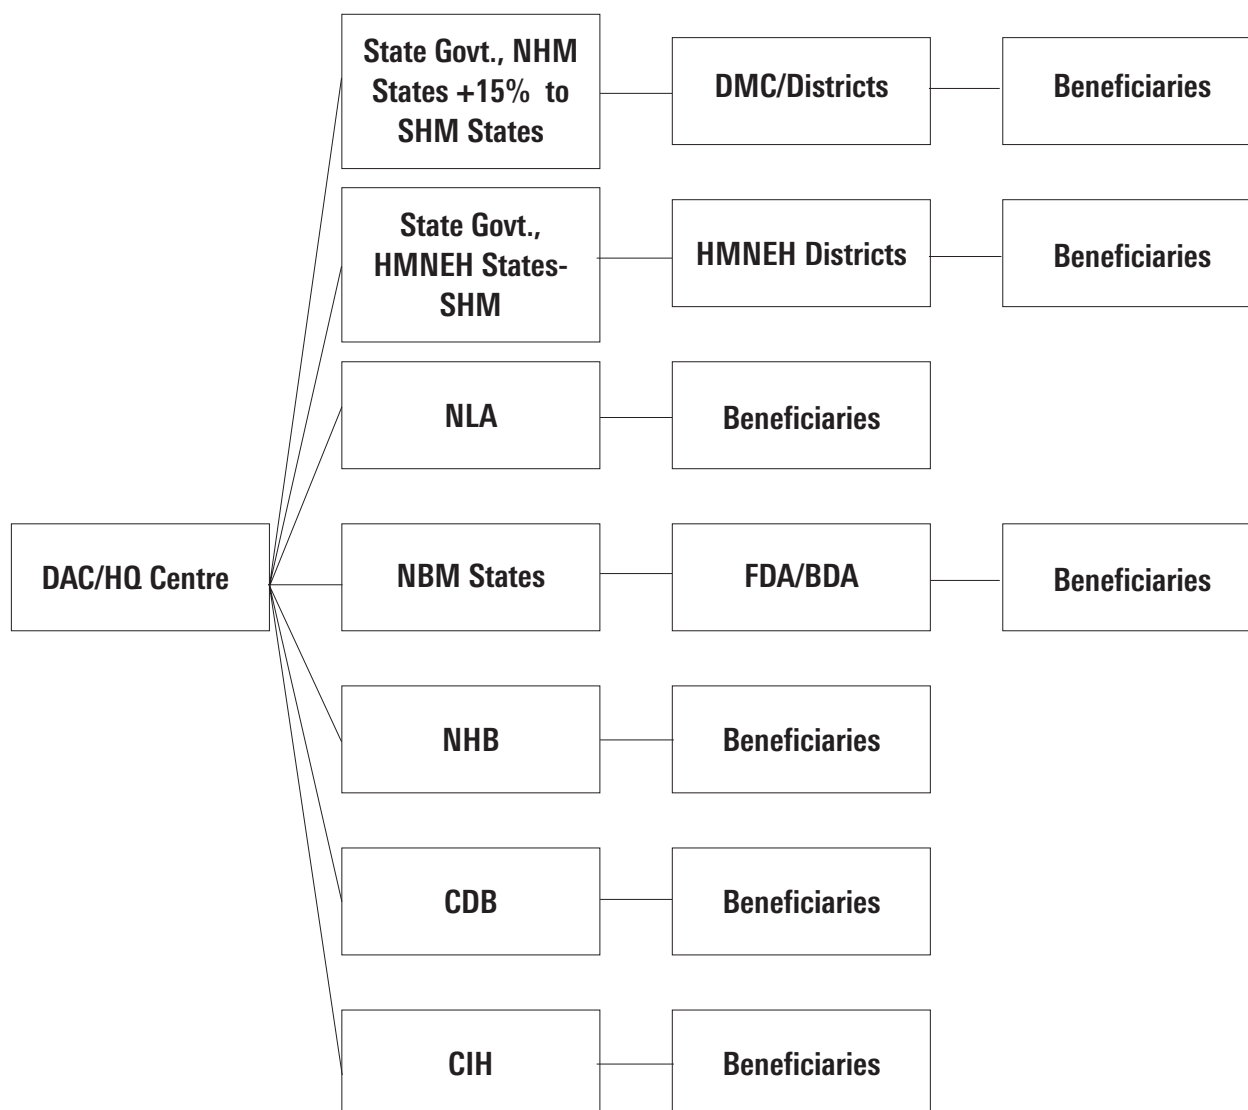 State Govt., NHM
States +15% to
SHM States
DMC/Districts
Beneficiaries
State Govt.,
HMNEH States-
SHM
HMNEH Districts
Beneficiaries
NLA
Beneficiaries
DAC/HQ Centre
NBM States
FDA/BDA
Beneficiaries
NHB
Beneficiaries
CDB
Beneficiaries
CIH
Beneficiaries